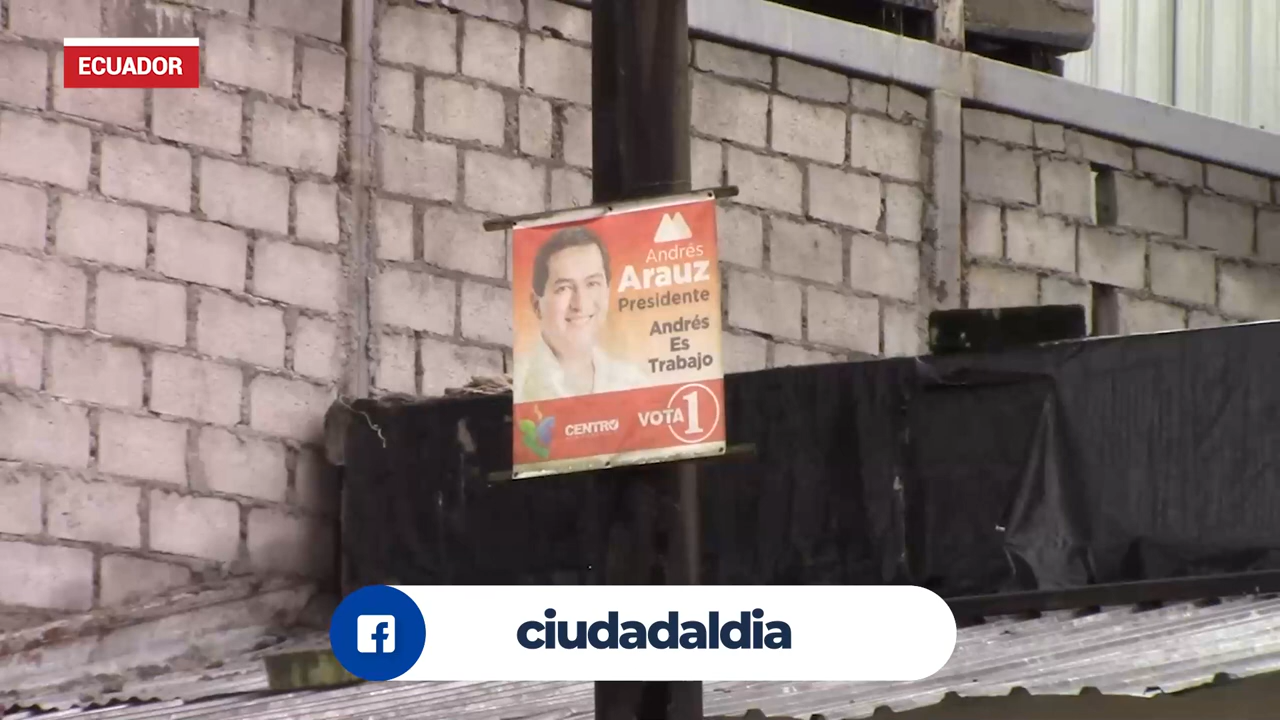 ECUADOR
Andrés
Arauz
Presidente
Andrés
Es
Trabajo
CENTRO
VOTA 1
ciudadaldia